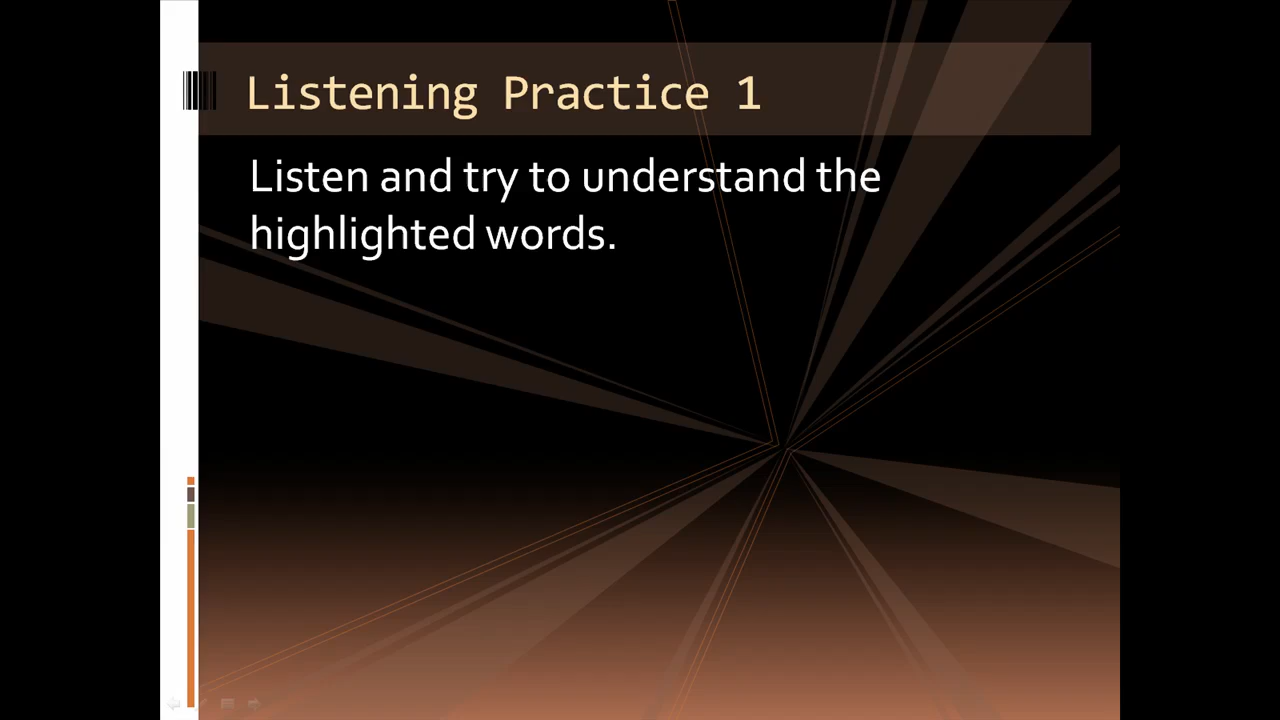 Listening Practice 1
Listen and try to understand the
highlighted words.